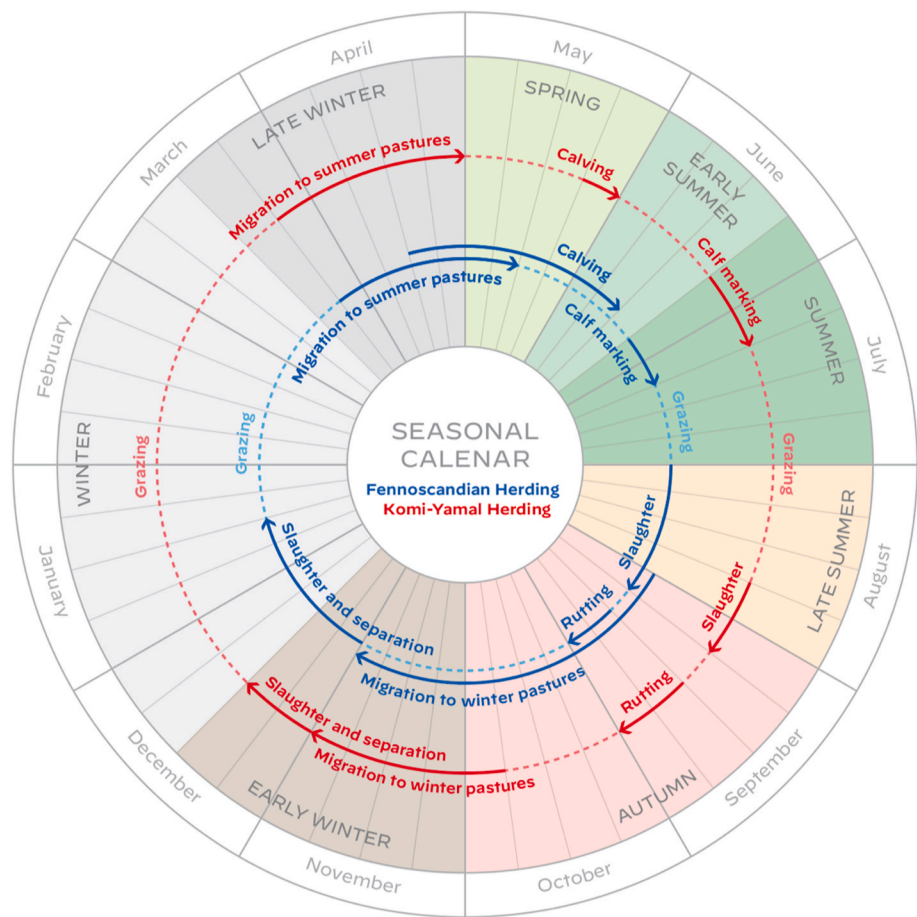 April
May
LATE WINTER
SPRING
March
June
EARLY
SUMMER
Migration to summer pastures
Calving
Calf marking
Calving
Migration to summer pastures
Calf marking
SUMMER
July
February
Grazing
Grazing
Grazing
Grazing
WINTER
SEASONAL
CALENAR
Fennoscandian Herding
Komi-Yamal Herding
January
LATE SUMMER
August
Slaughter
Slaughter
Rutting
Slaughter and separation
Migration to winter pastures
Rutting
Slaughter and separation
Migration to winter pastures
December
September
EARLY WINTER
AUTUMN
November
October